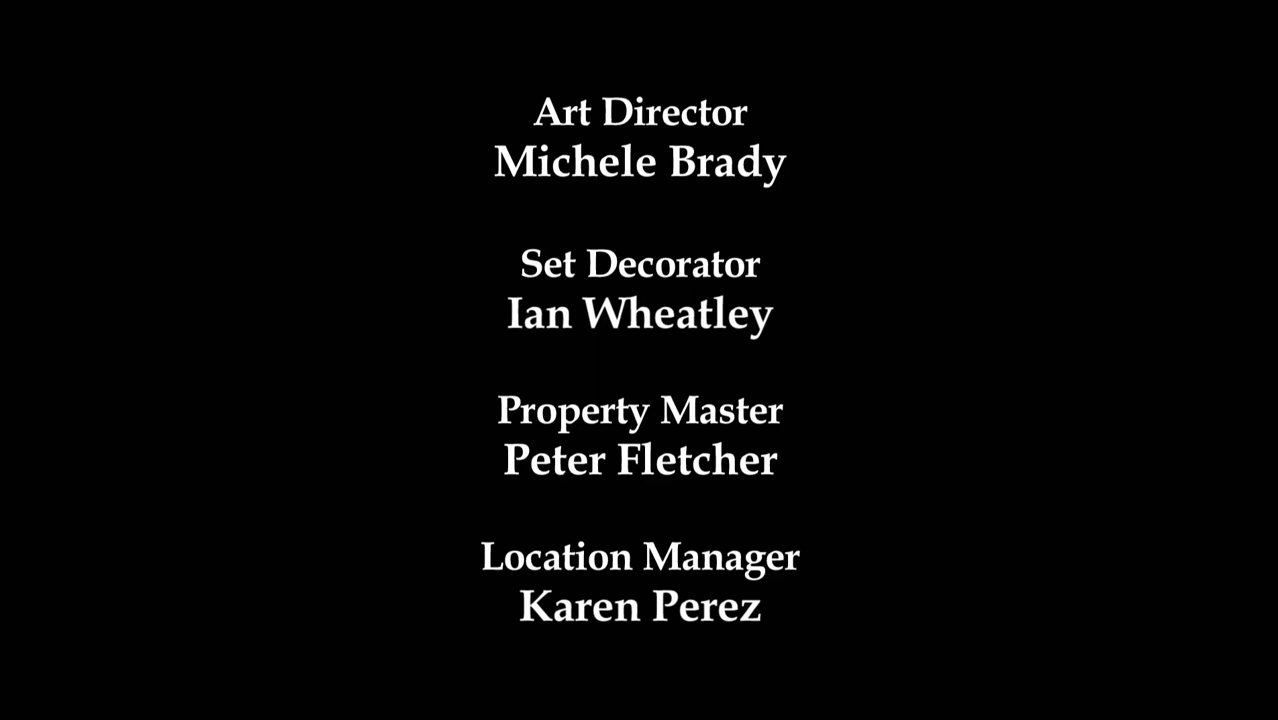 Art Director
Michele Brady
Set Decorator
Ian Wheatley
Property Master
Peter Fletcher
Location Manager
Karen Perez